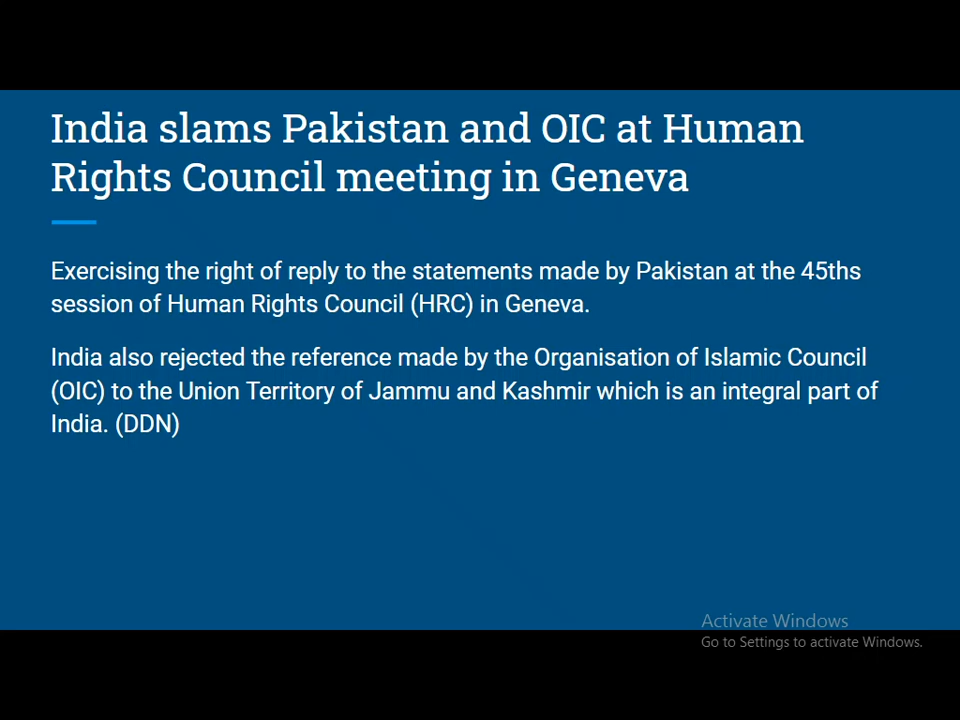 India slams Pakistan and OIC at Human
Rights Council meeting in Geneva
Exercising the right of reply to the statements made by Pakistan at the 45ths
session of Human Rights Council (HRC) in Geneva.
India also rejected the reference made by the Organisation of Islamic Council
(OIC) to the Union Territory of Jammu and Kashmir which is an integral part of
India. (DDN)
Activate Windows
Go to Settings to activate Windows.